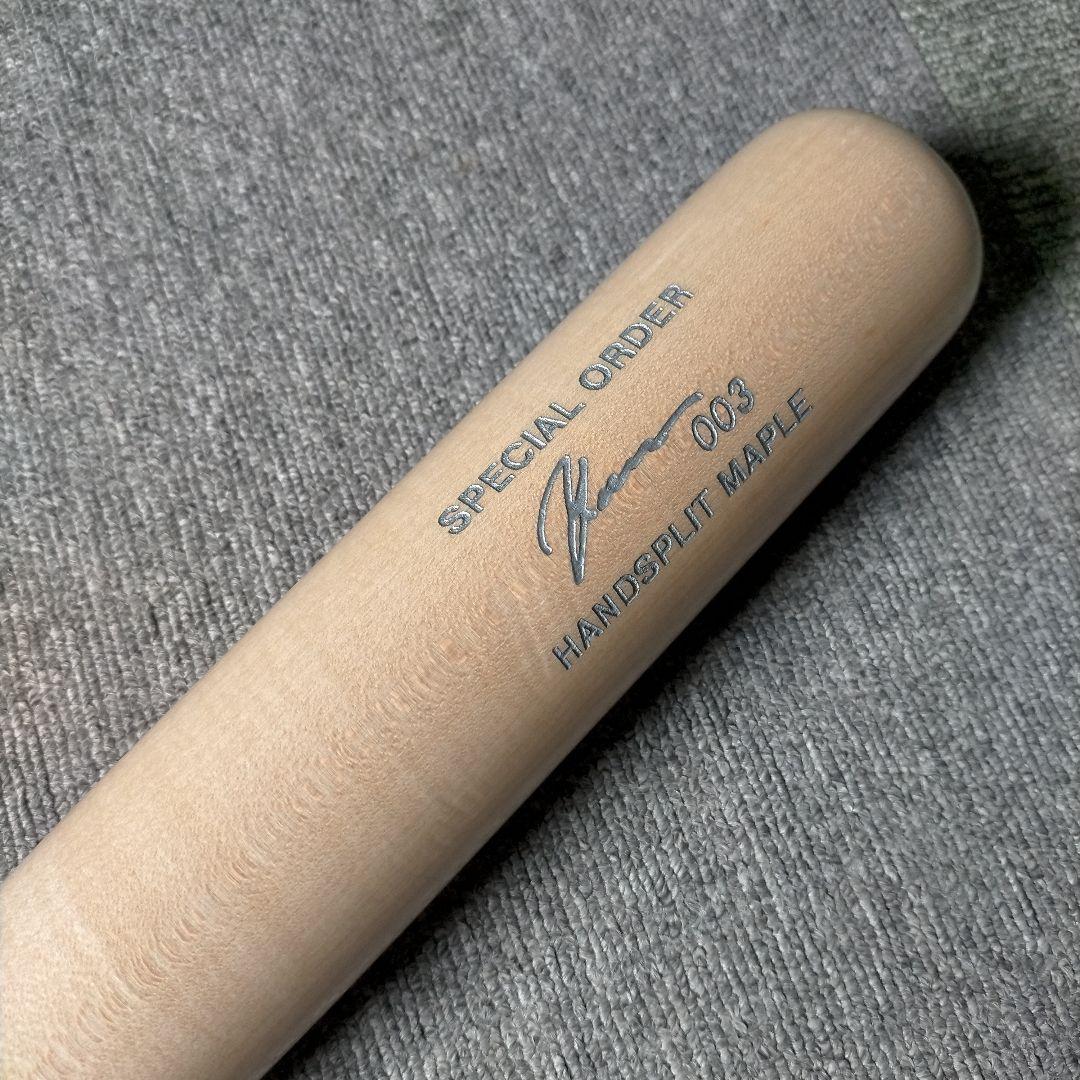 SPECIAL ORDER
003
HANDSPLIT MAPLE